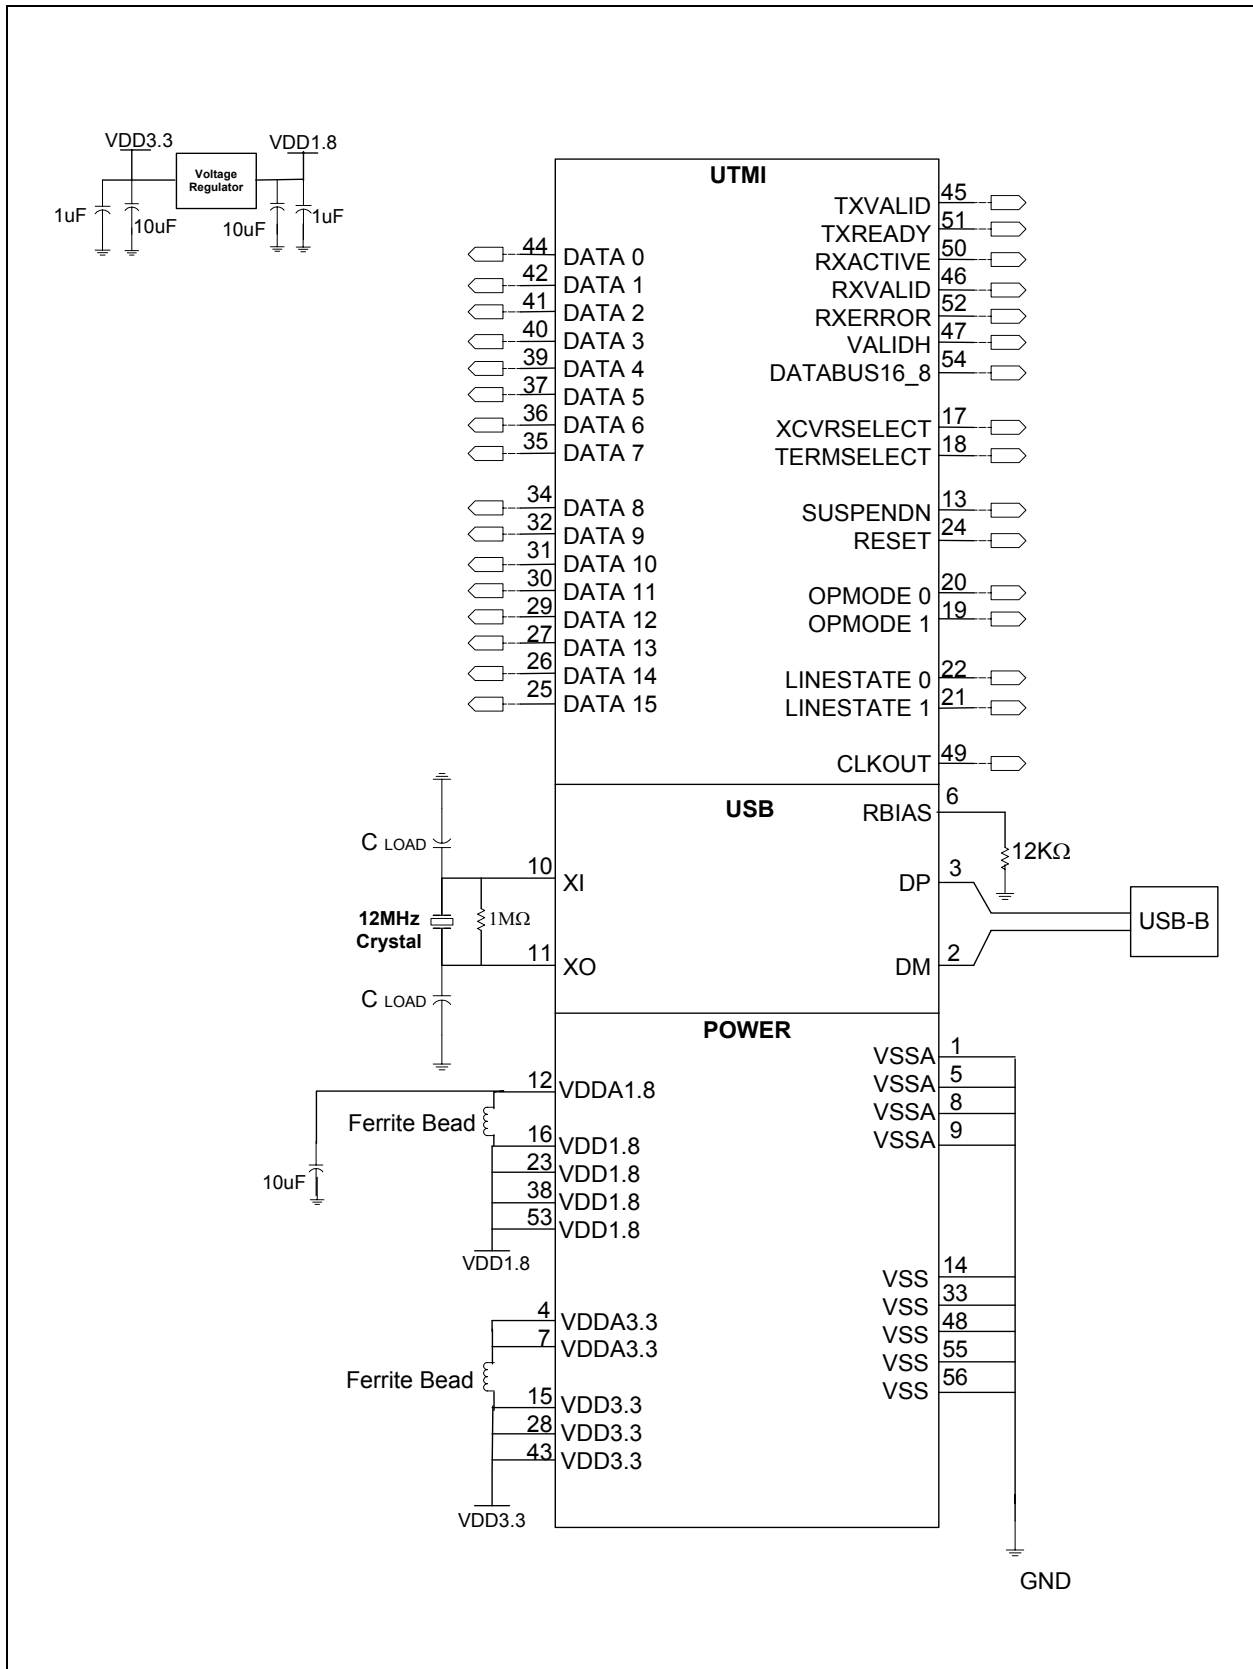 VDD3.3
VDD1.8
Voltage
Regulator
1uF
10uF
10uF
1uF
UTMI
44 DATA 0
42 DATA 1
41 DATA 2
40 DATA 3
39 DATA 4
37 DATA 5
36 DATA 6
35 DATA 7
34 DATA 8
32 DATA 9
31 DATA 10
30 DATA 11
29 DATA 12
27 DATA 13
26 DATA 14
25 DATA 15
TXVALID 45
TXREADY 51
RXACTIVE 50
RXVALID 46
RXERROR 52
VALIDH 47
DATABUS16_8 54
XCVRSELECT 17
TERMSELECT 18
SUSPENDN 13
RESET 24
OPMODE 0 20
OPMODE 1 19
LINESTATE 0 22
LINESTATE 1 21
CLKOUT 49
USB
C LOAD
10 XI
12MHz
Crystal
1MΩ
11 XO
C LOAD
RBIAS 6
12KΩ
DP 3
DM 2
USB-B
POWER
12 VDDA1.8
Ferrite Bead
10uF
16 VDD1.8
23 VDD1.8
38 VDD1.8
53 VDD1.8
VDD1.8
4 VDDA3.3
7 VDDA3.3
Ferrite Bead
15 VDD3.3
28 VDD3.3
43 VDD3.3
VDD3.3
VSSA 1
VSSA 5
VSSA 8
VSSA 9
VSS 14
VSS 33
VSS 48
VSS 55
VSS 56
GND